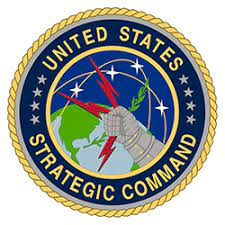 UNITED STATES
STRATEGIC COMMAND